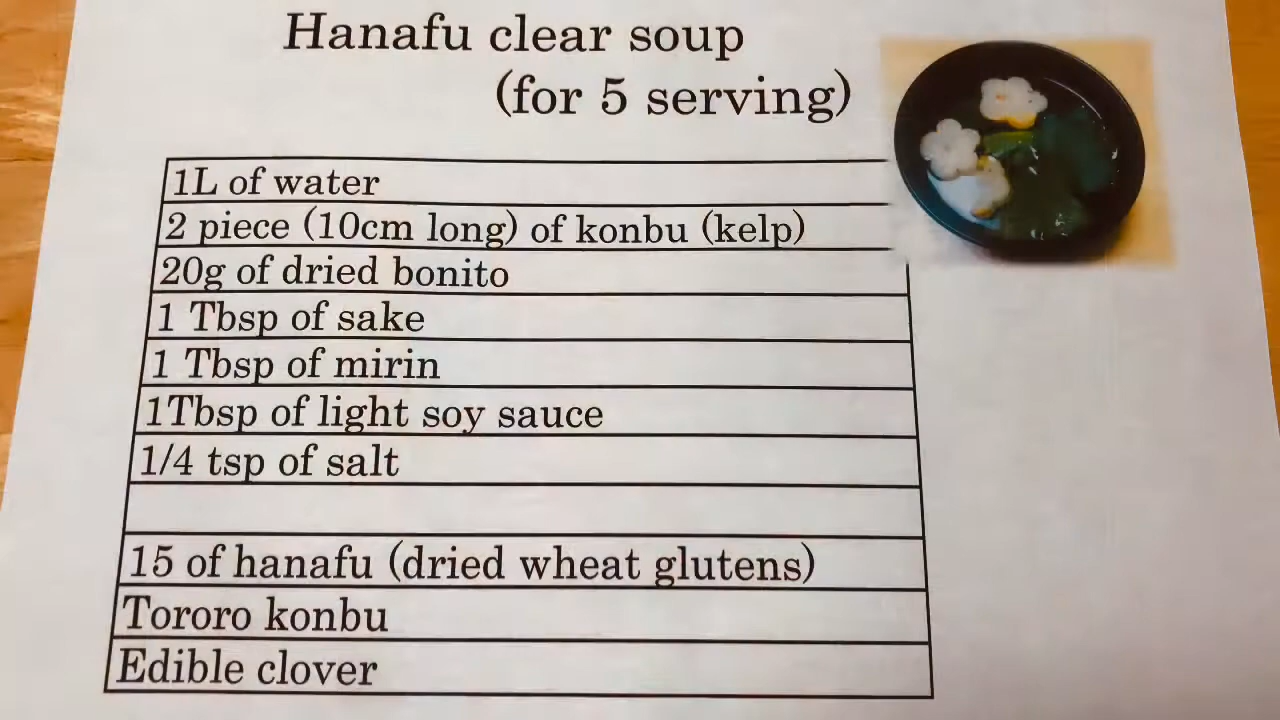 Hanafu clear soup
(for 5 serving)
1L of water
2 piece (10cm long) of konbu (kelp)
20g of dried bonito
1 Tbsp of sake
1 Tbsp of mirin
1Tbsp of light soy sauce
1/4 tsp of salt
15 of hanafu (dried wheat glutens)
Tororo konbu
Edible clover